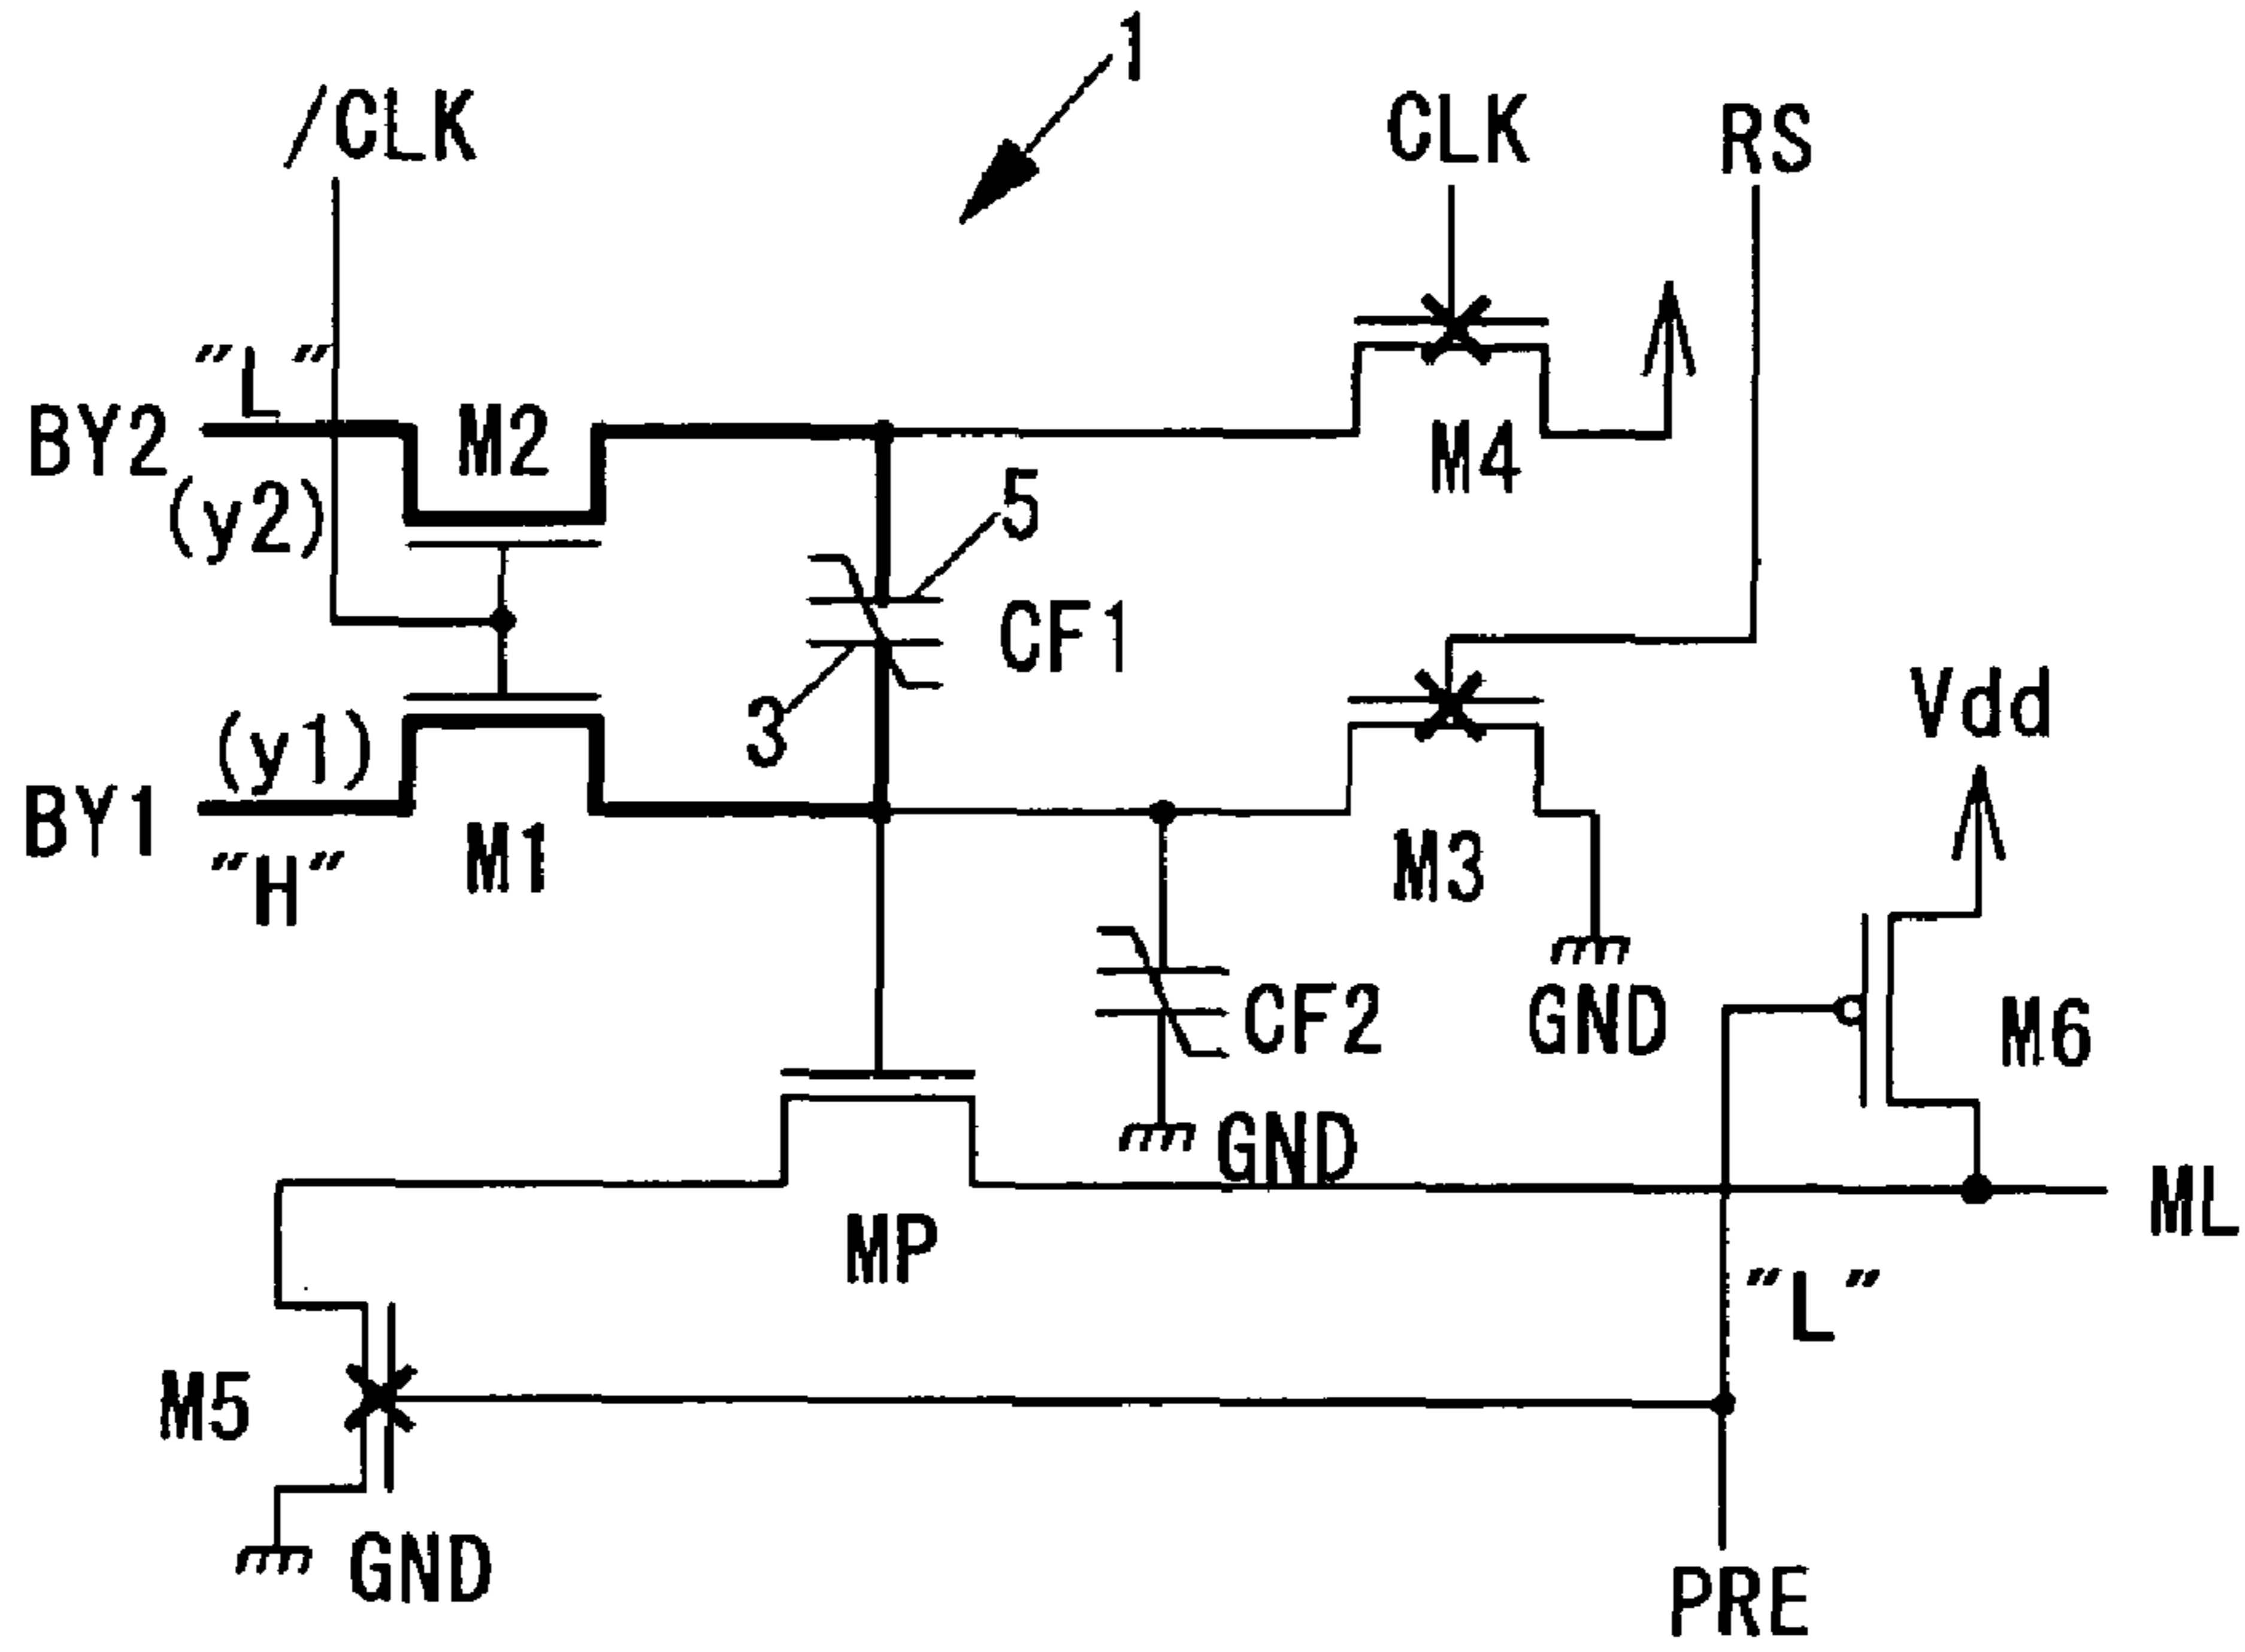 1
/CLK
CLK
RS
"L"
BY2
M2
M4
(y2)
5
CF1
3
Vdd
(y1)
BY1
M1
"H"
M3
CF2
GND
M6
GND
MP
ML
"L"
M5
GND
PRE